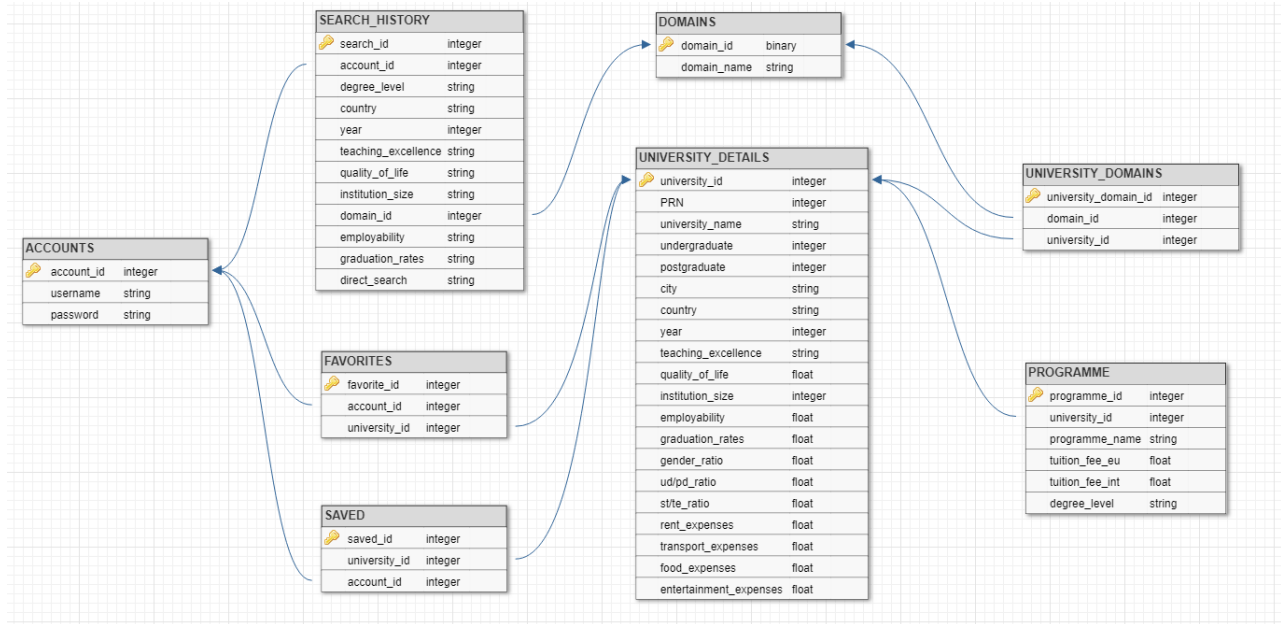 SEARCH_HISTORY
search_id integer
account_id integer
degree_level string
country string
year integer
teaching_excellence string
quality_of_life string
institution_size string
domain_id integer
employability string
graduation_rates string
direct_search string
DOMAINS
domain_id binary
domain_name string
UNIVERSITY_DETAILS
university_id integer
PRN integer
university_name string
undergraduate integer
postgraduate integer
city string
country string
year integer
teaching_excellence string
quality_of_life float
institution_size integer
employability float
graduation_rates float
gender_ratio float
ud/pd_ratio float
st/te_ratio float
rent_expenses float
transport_expenses float
food_expenses float
entertainment_expenses float
UNIVERSITY_DOMAINS
university_domain_id integer
domain_id integer
university_id integer
ACCOUNTS
account_id integer
username string
password string
FAVORITES
favorite_id integer
account_id integer
university_id integer
PROGRAMME
programme_id integer
university_id integer
programme_name string
tuition_fee_eu float
tuition_fee_int float
degree_level string
SAVED
saved_id integer
university_id integer
account_id integer